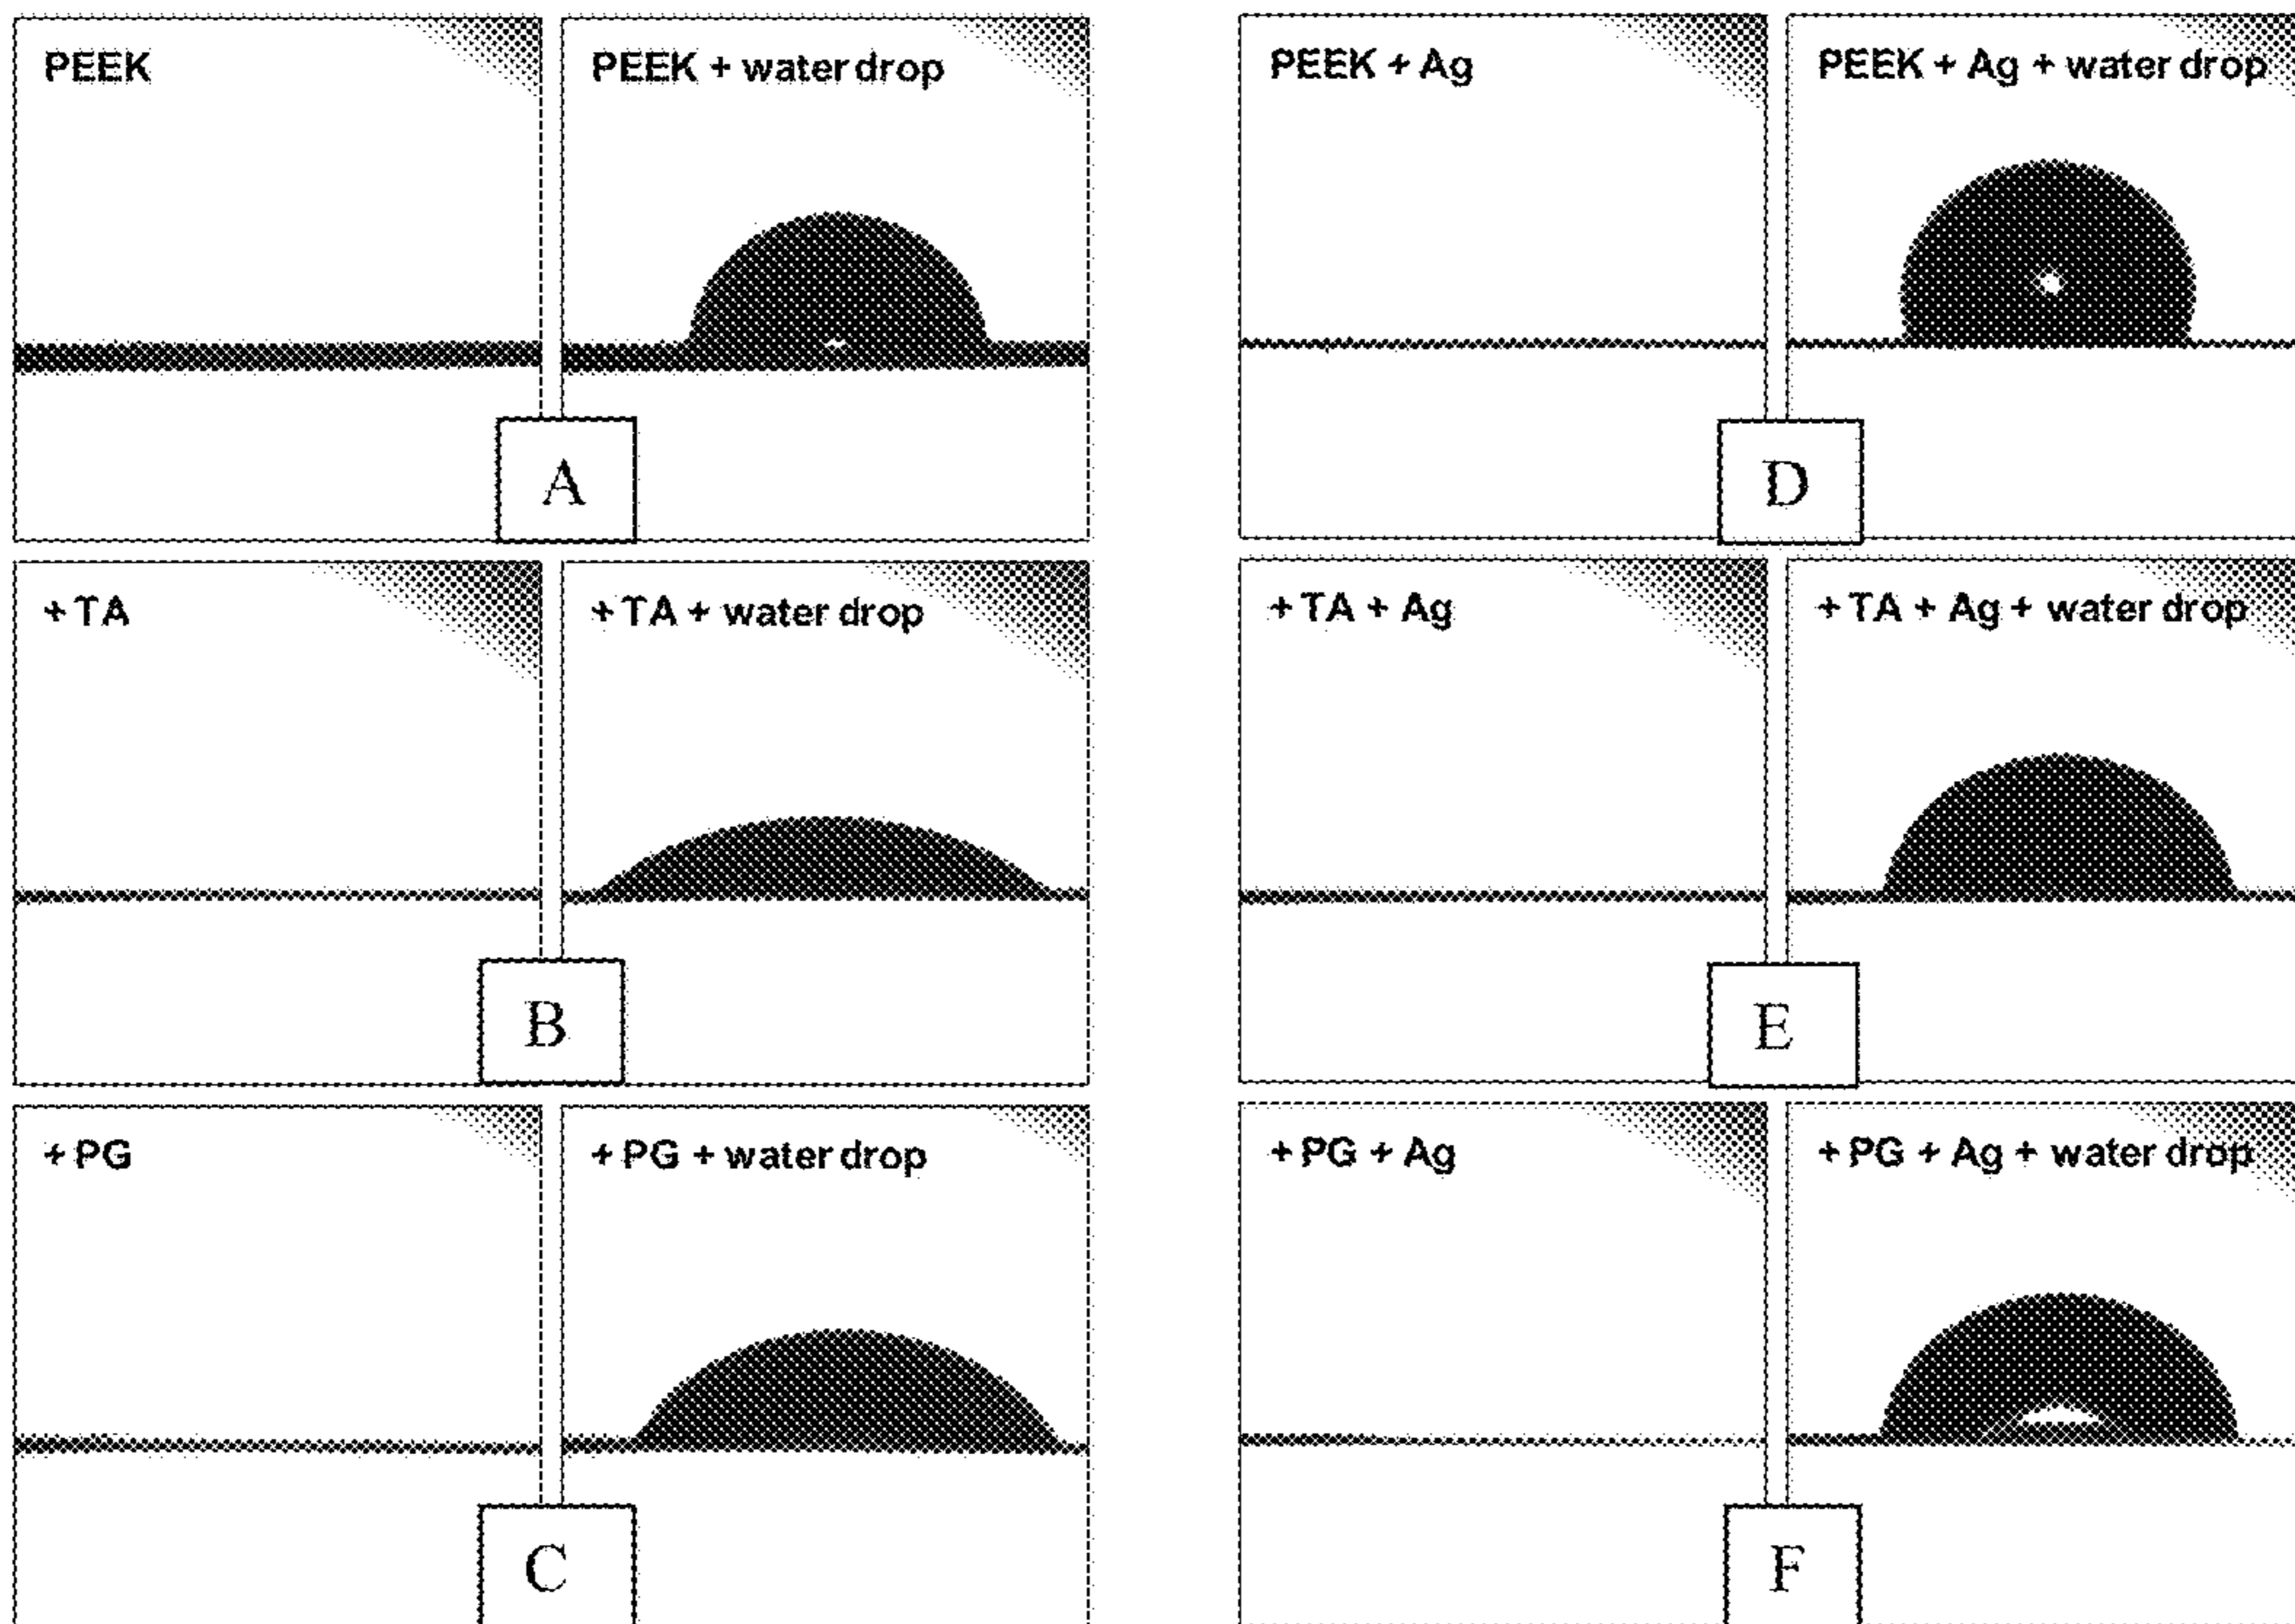 PEEK
PEEK + water drop
A
+ TA
+ TA + water drop
B
+ PG
+ PG + water drop
C
PEEK + Ag
PEEK + Ag + water drop
D
+ TA + Ag
+ TA + Ag + water drop
E
+ PG + Ag
+ PG + Ag + water drop
F